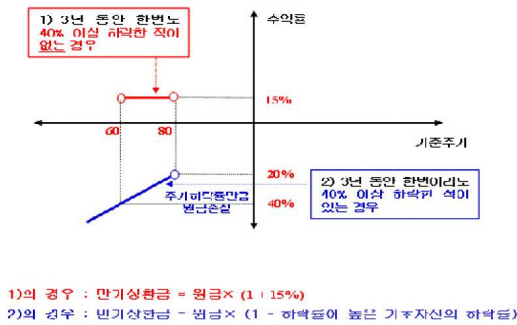 수익률
1) 3년 동안 한번도
40% 이상 하락한 적이
없는 경우
15%
60
80
기준주가
20%
40%
주가하락률만큼
원금손실
2) 3년 동안 한번이라도
40% 이상 하락한 적이
있는 경우
1)의 경우 : 만기상환금 = 원금× (1+15%)
2)의 경우 : 만기상환금 = 원금× (1 - 하락률이 높은 기초자산의 하락률)